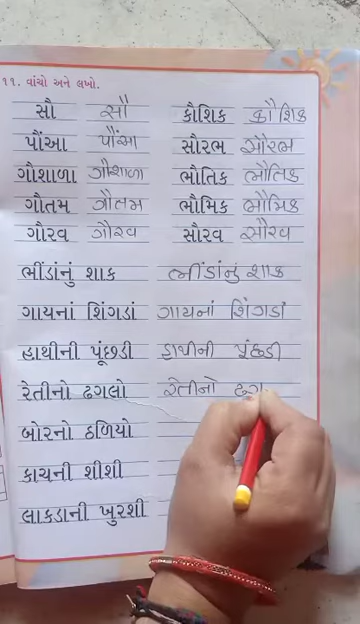 ૧૧. વાંચો અને લખો.
સૌ સૌ કૌશિક કૌશિક
પૌંઆ પૌંઆ સૌરભ સૌરભ
ગૌશાળા ગૌશાળા ભૌતિક ભૌતિક
ગૌતમ ગૌતમ ભૌમિક ભૌમિક
ગૌરવ ગૌરવ સૌરવ સૌરવ
ભીંડાંનું શાક ભીંડાંનું શાક
ગાયનાં શિંગડાં ગાયનાં શિંગડાં
હાથીની પૂંછડી હાથીની પૂંછડી
રેતીનો ઢગલો રેતીનો ઢગ
બોરનો ઠળિયો
કાચની શીશી
લાકડાની ખુરશી